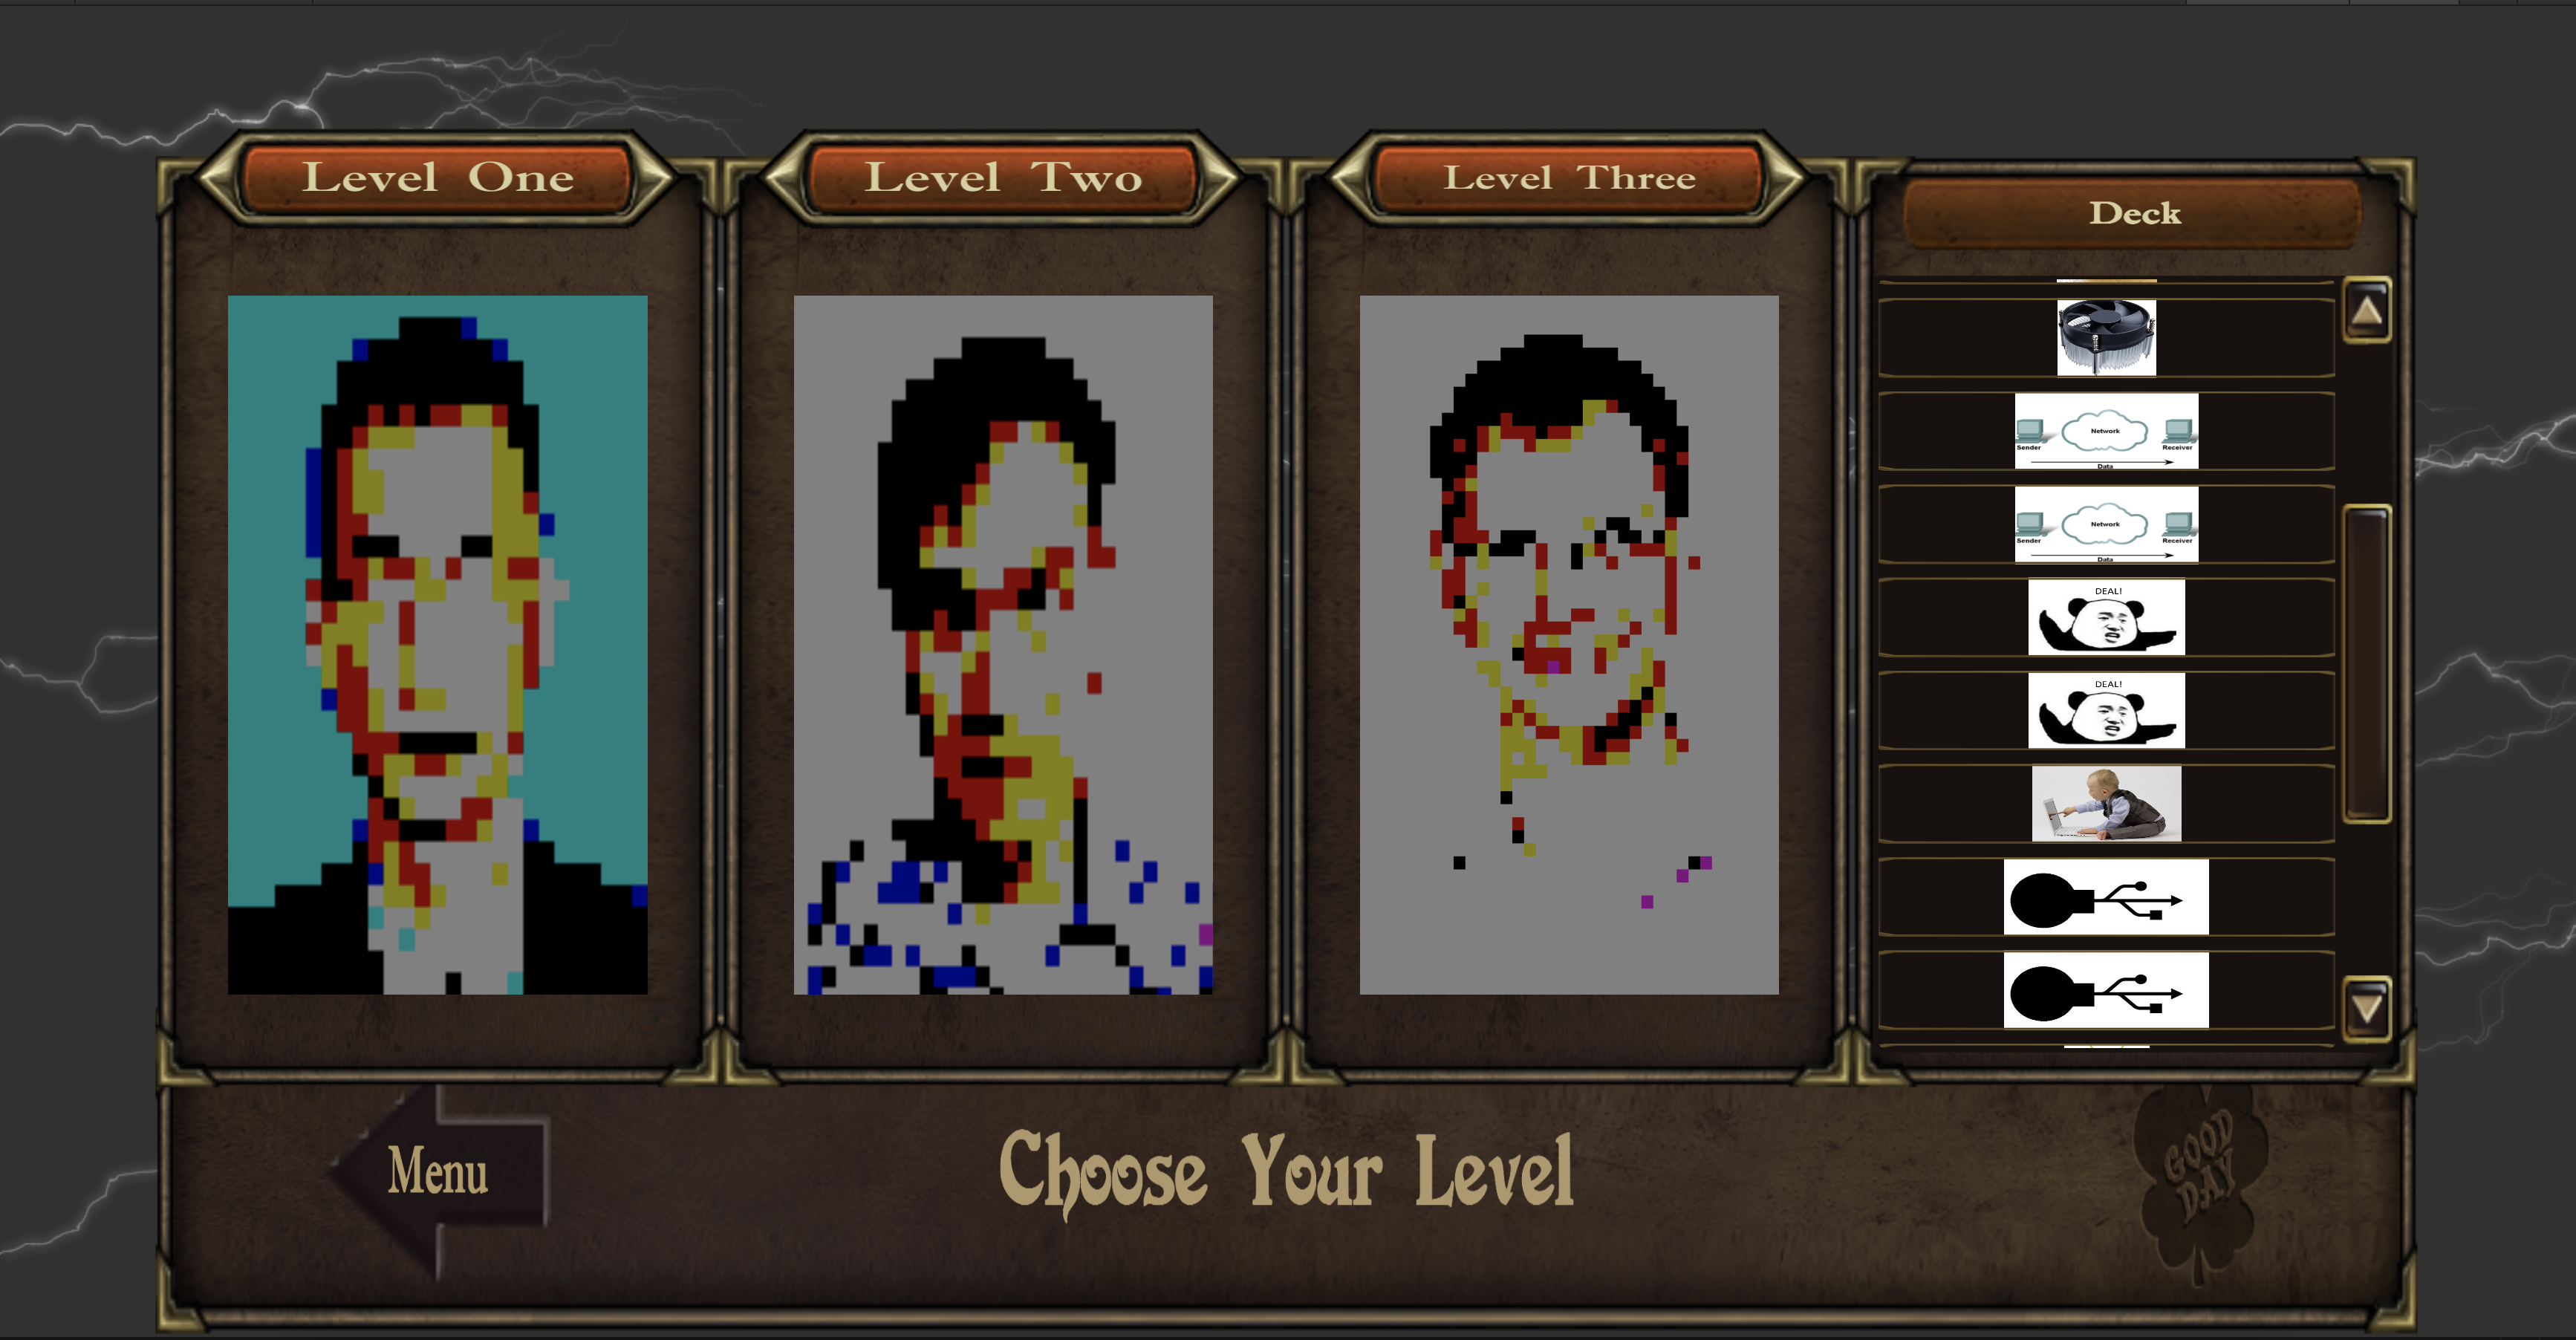 Level One
Level Two
Level Three
Deck
Network
Sender
Receiver
Data
Network
Sender
Receiver
Data
DEAL!
DEAL!
Menu
Choose Your Level
GOOD
DAY